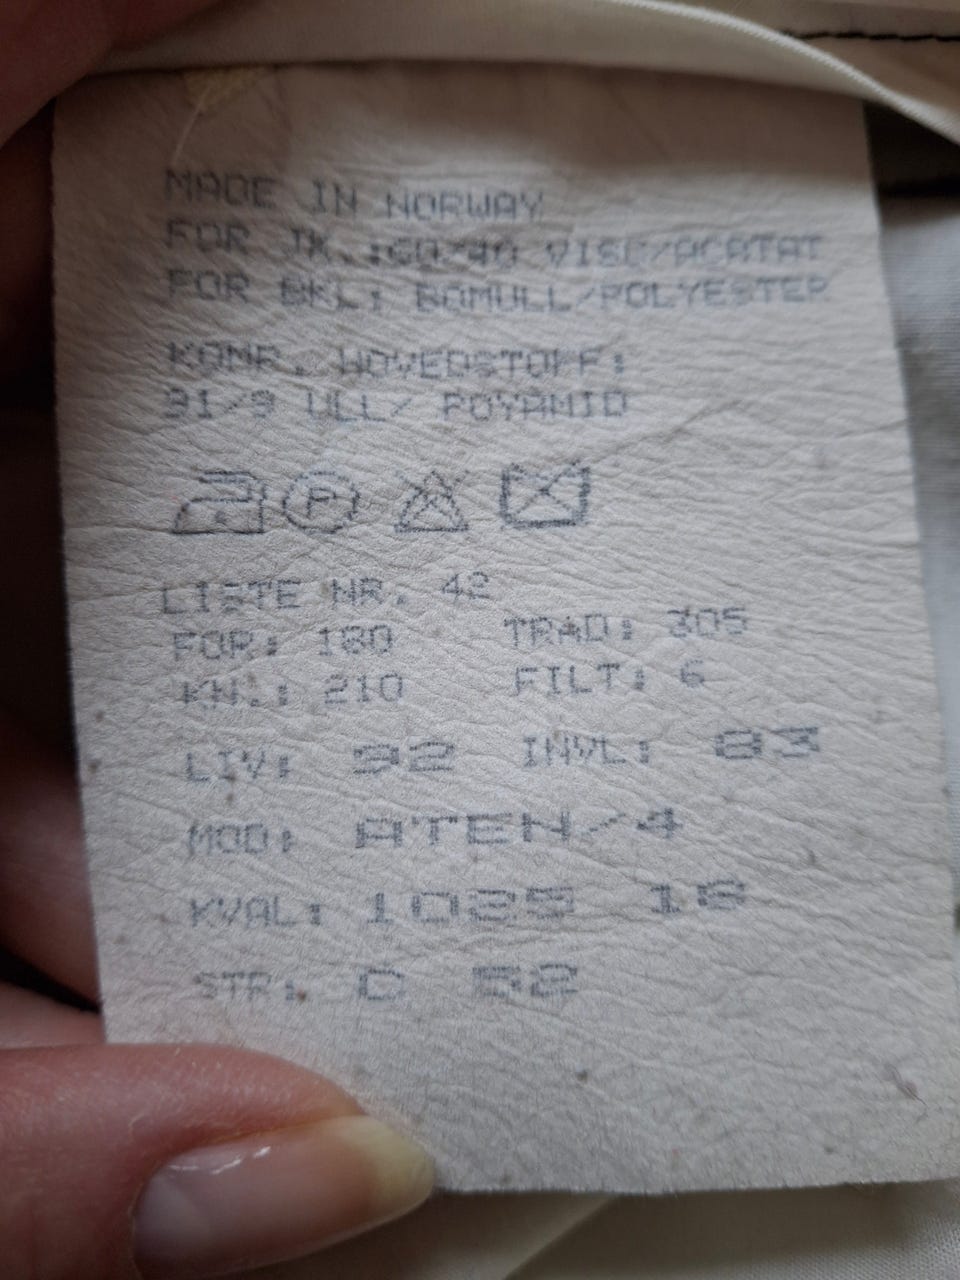 MADE IN NORWAY
FOR JK.:60/40 VISC/ACATAT
FOR BKL: BOMULL/POLYESTER
KOMP. HOVEDSTOFF:
91/9 ULL/ POYAMID
P
LISTE NR. 42
FOR: 180 TRAD: 305
KN.: 210 FILT: 6
LIV: 92 INVL: 83
MOD: ATEN/4
KVAL: 1025 16
STR: C 52